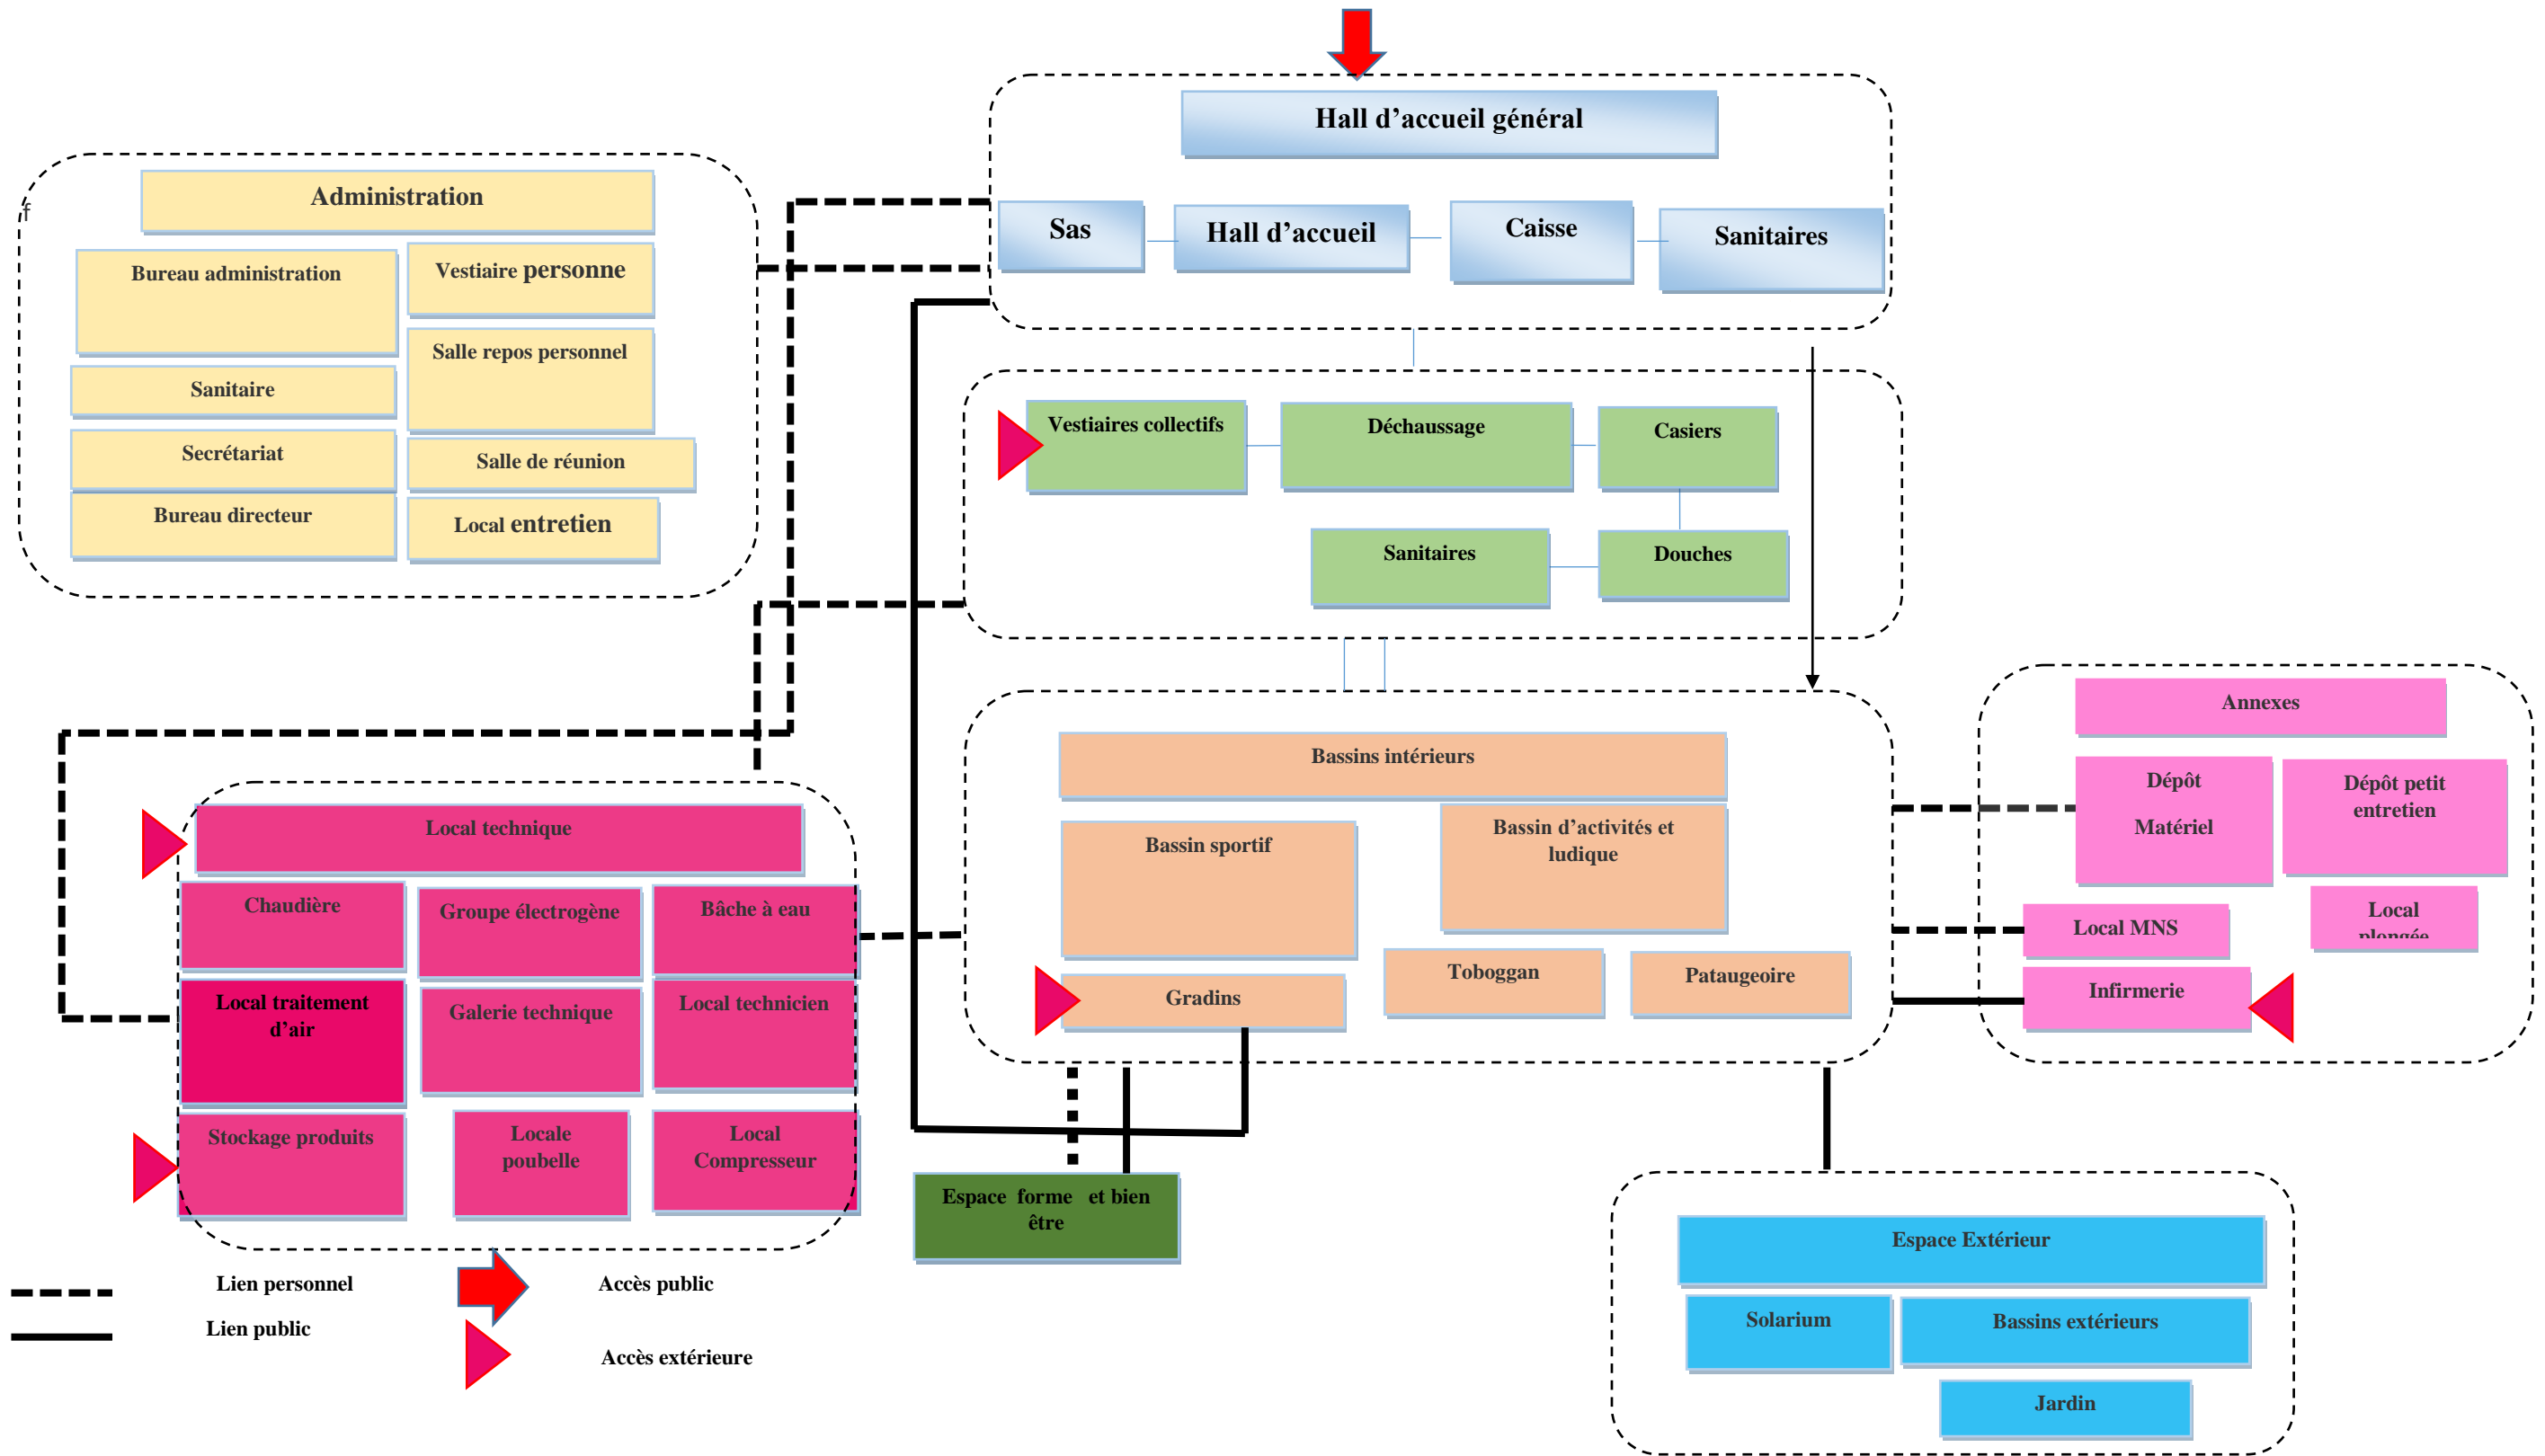 Hall d'accueil général
Sas
Hall d'accueil
Caisse
Sanitaires
f
Administration
Bureau administration
Vestiaire personne
Salle repos personnel
Sanitaire
Secrétariat
Salle de réunion
Bureau directeur
Local entretien
Vestiaires collectifs
Déchaussage
Casiers
Sanitaires
Douches
Bassins intérieurs
Bassin sportif
Bassin d'activités et
ludique
Gradins
Toboggan
Pataugeoire
Annexes
Dépôt
Matériel
Dépôt petit
entretien
Local MNS
Local
plongée
Infirmerie
Local technique
Chaudière
Groupe électrogène
Bâche à eau
Local traitement
d'air
Galerie technique
Local technicien
Stockage produits
Locale
poubelle
Local
Compresseur
Espace forme et bien
être
Espace Extérieur
Solarium
Bassins extérieurs
Jardin
Lien personnel
Accès public
Lien public
Accès extérieure